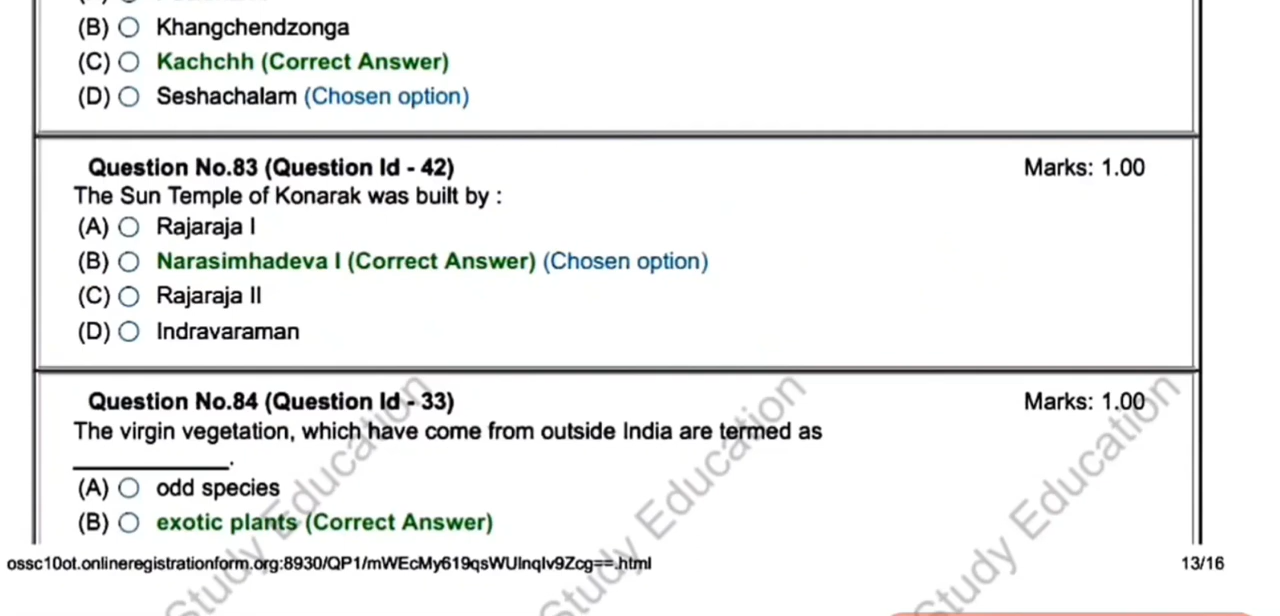 (B) Khangchendzonga
(C) Kachchh (Correct Answer)
(D) Seshachalam (Chosen option)
Question No.83 (Question Id - 42) Marks: 1.00
The Sun Temple of Konarak was built by :
(A) Rajaraja I
(B) Narasimhadeva I (Correct Answer) (Chosen option)
(C) Rajaraja II
(D) Indravaraman
Question No.84 (Question Id - 33) Marks: 1.00
The virgin vegetation, which have come from outside India are termed as
____________.
(A) odd species
(B) exotic plants (Correct Answer)
ossc10ot.onlineregistrationform.org:8930/QP1/mWEcMy619qsWUlnqlv9Zcg==.html 13/16
Study Education
Study Education
Study Education